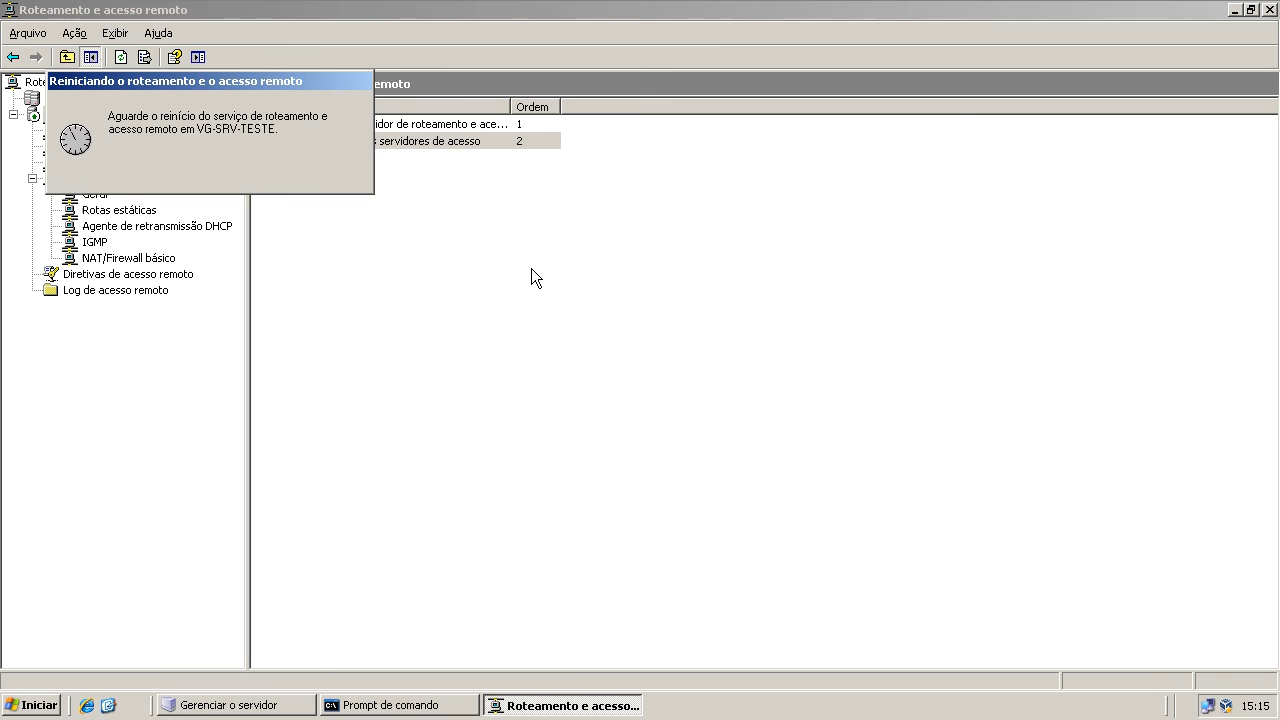 Roteamento e acesso remoto
Arquivo Ação Exibir Ajuda
Reiniciando o roteamento e o acesso remoto
Aguarde o reinício do serviço de roteamento e
acesso remoto em VG-SRV-TESTE.
Rote
emoto
Ordem
idor de roteamento e ace... 1
s servidores de acesso 2
Geral
Rotas estáticas
Agente de retransmissão DHCP
IGMP
NAT/Firewall básico
Diretivas de acesso remoto
Log de acesso remoto
Iniciar Gerenciar o servidor Prompt de comando Roteamento e acesso... 15:15